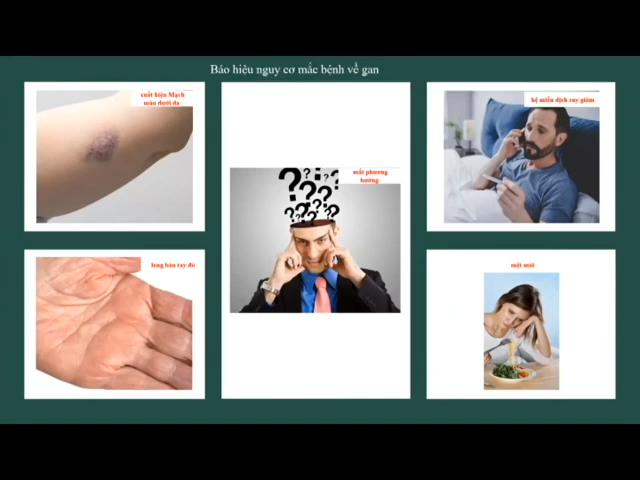 Báo hiệu nguy cơ mắc bệnh về gan
xuất hiện Mạch
máu dưới da
mất phương
hướng
hệ miễn dịch suy giảm
lòng bàn tay đỏ
mệt mỏi